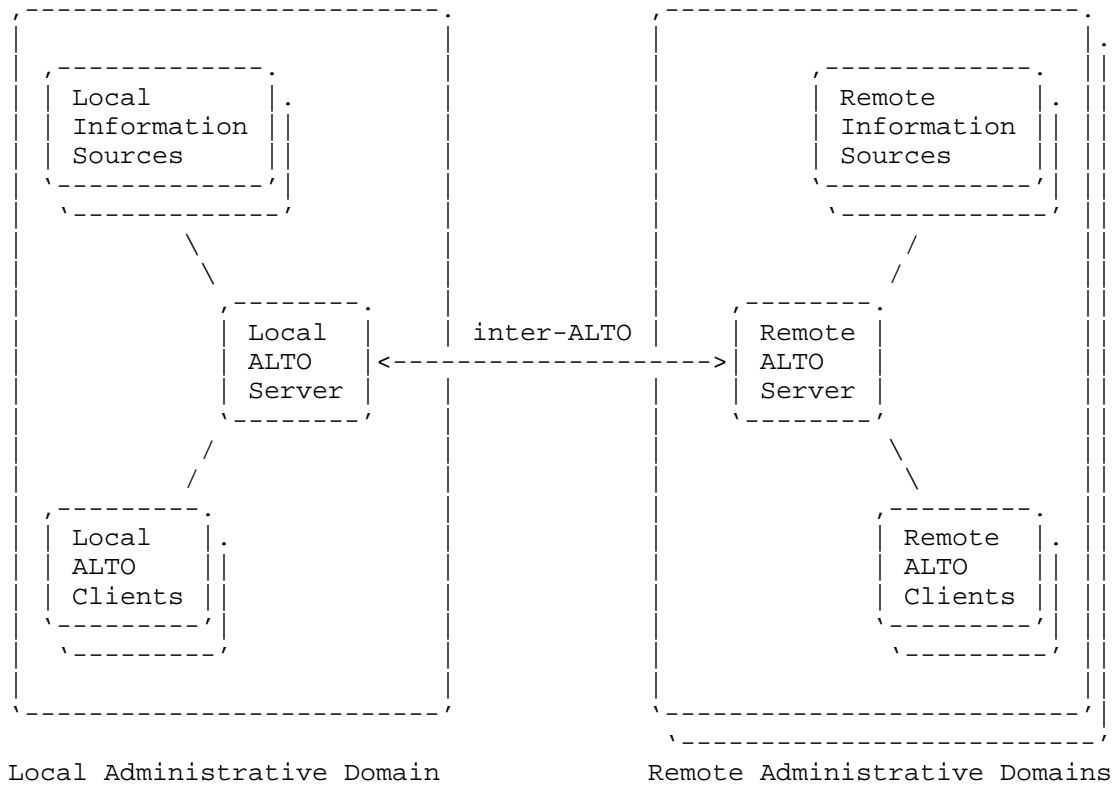 Local
Information
Sources
Remote
Information
Sources
Local
ALTO
Server
inter-ALTO
Remote
ALTO
Server
Local
ALTO
Clients
Remote
ALTO
Clients
Local Administrative Domain
Remote Administrative Domains